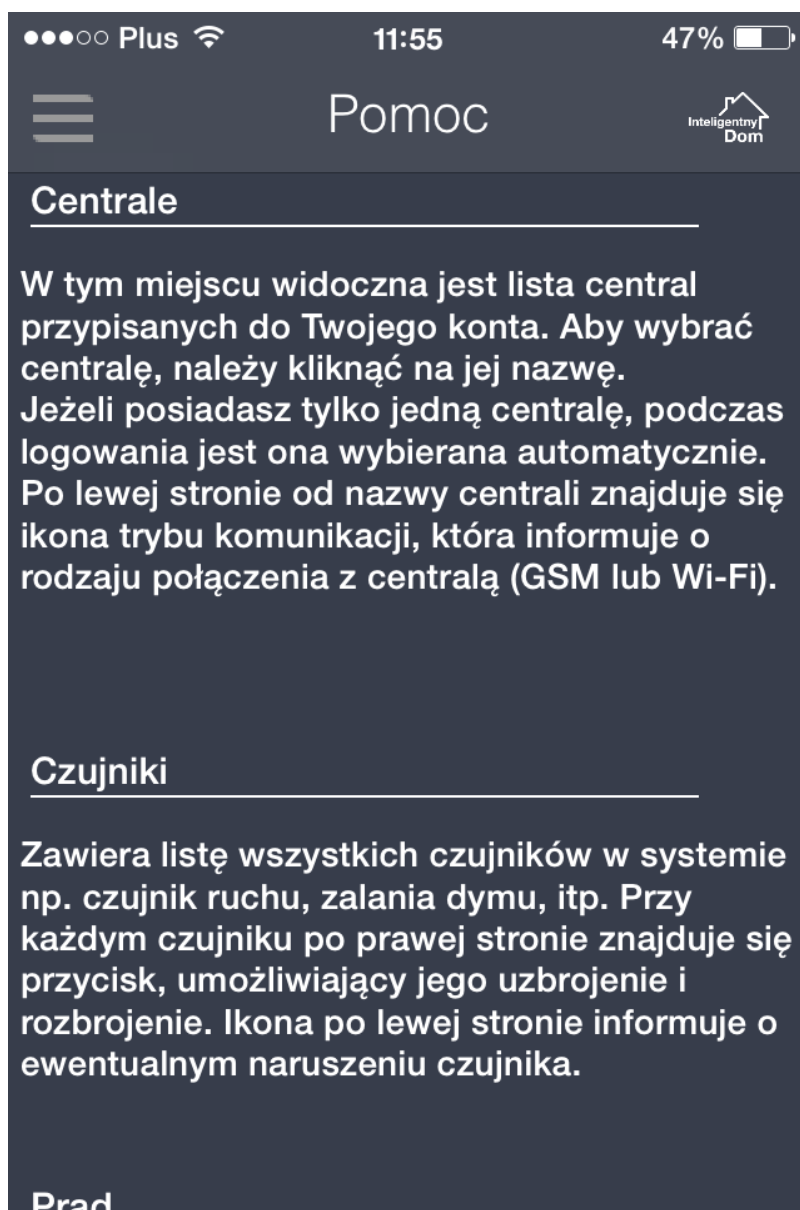 Plus 11:55 47%
Pomoc
Inteligentny
Dom
Centrale
W tym miejscu widoczna jest lista central
przypisanych do Twojego konta. Aby wybrać
centralę, należy kliknąć na jej nazwę.
Jeżeli posiadasz tylko jedną centralę, podczas
logowania jest ona wybierana automatycznie.
Po lewej stronie od nazwy centrali znajduje się
ikona trybu komunikacji, która informuje o
rodzaju połączenia z centralą (GSM lub Wi-Fi).
Czujniki
Zawiera listę wszystkich czujników w systemie
np. czujnik ruchu, zalania dymu, itp. Przy
każdym czujniku po prawej stronie znajduje się
przycisk, umożliwiający jego uzbrojenie i
rozbrojenie. Ikona po lewej stronie informuje o
ewentualnym naruszeniu czujnika.